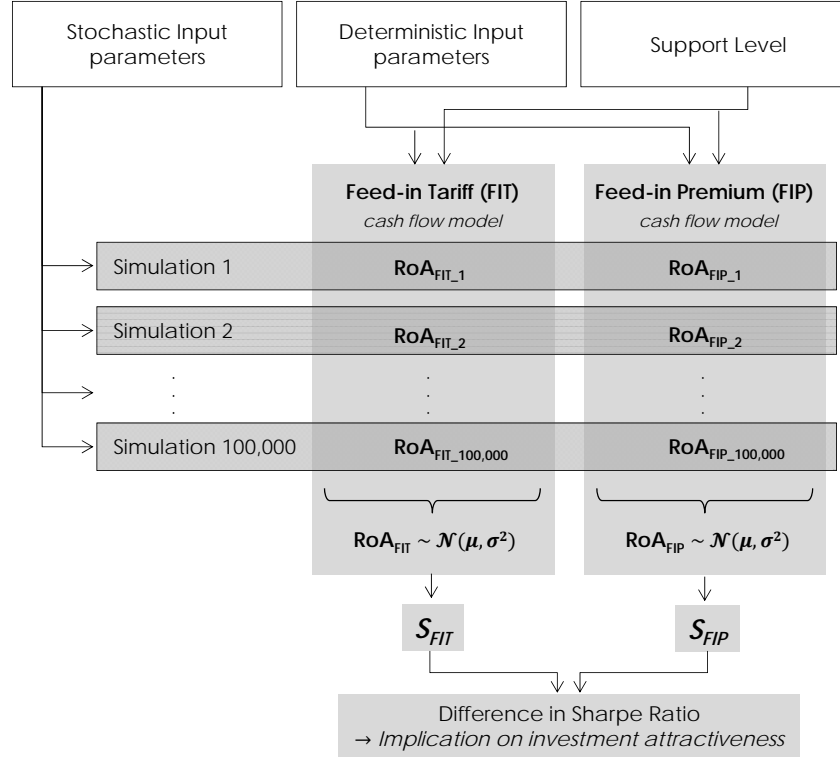 Stochastic Input
parameters
Deterministic Input
parameters
Support Level
Feed-in Tariff (FIT)
cash flow model
Feed-in Premium (FIP)
cash flow model
Simulation 1
RoA_FIT_1
RoA_FIP_1
Simulation 2
RoA_FIT_2
RoA_FIP_2
. . .
. . .
. . .
Simulation 100,000
RoA_FIT_100,000
RoA_FIP_100,000
RoA_FIT ~ 𝓝(μ, σ²)
RoA_FIP ~ 𝓝(μ, σ²)
S_FIT
S_FIP
Difference in Sharpe Ratio
→ Implication on investment attractiveness